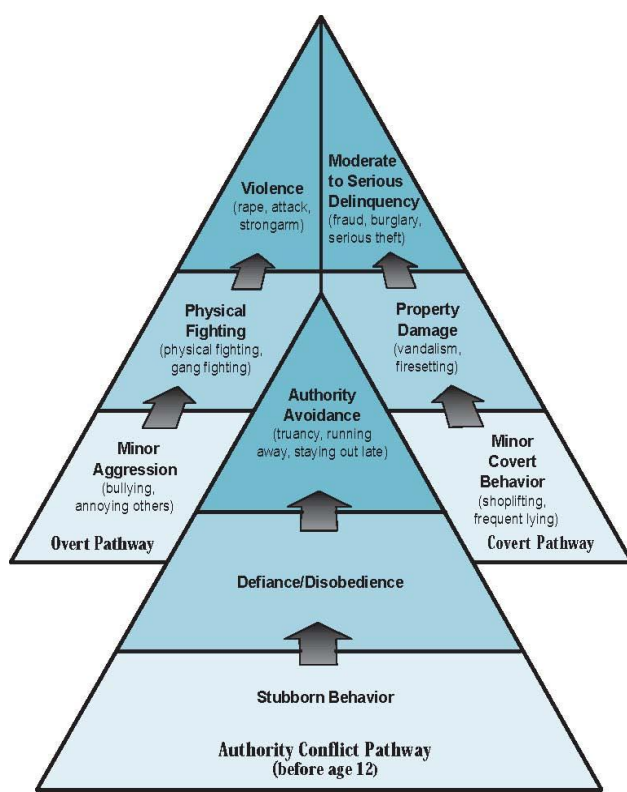 Violence
(rape, attack,
strongarm)
Moderate
to Serious
Delinquency
(fraud, burglary,
serious theft)
Physical
Fighting
(physical fighting,
gang fighting)
Property
Damage
(vandalism,
firesetting)
Authority
Avoidance
(truancy, running
away, staying out late)
Minor
Aggression
(bullying,
annoying others)
Overt Pathway
Minor
Covert
Behavior
(shoplifting,
frequent lying)
Covert Pathway
Defiance/Disobedience
Stubborn Behavior
Authority Conflict Pathway
(before age 12)